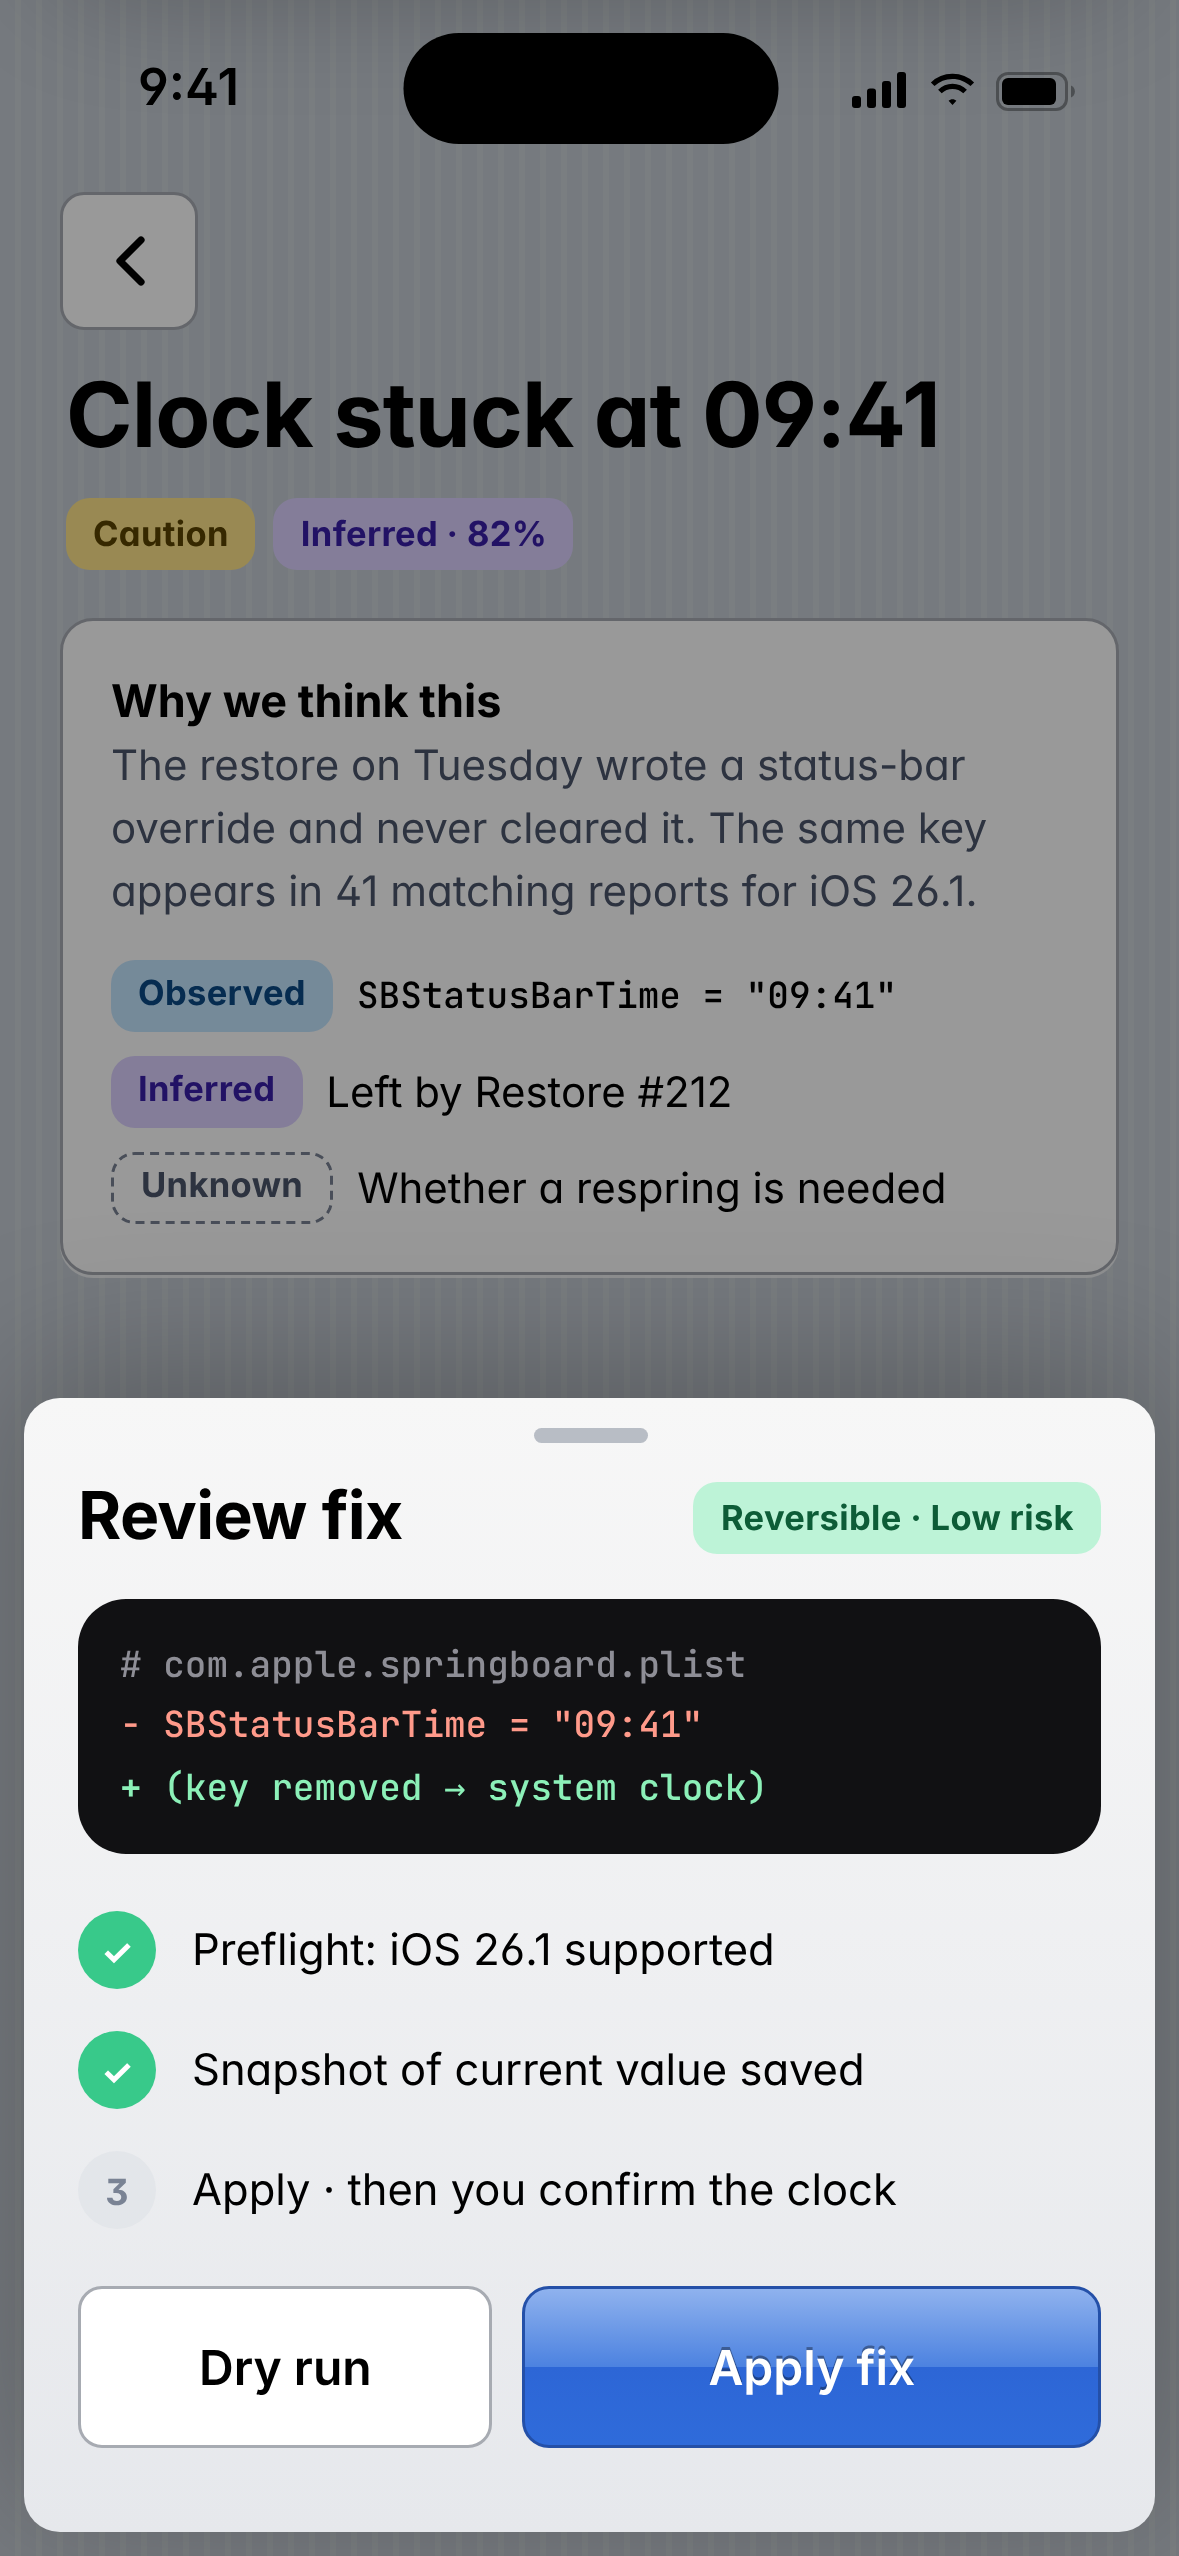 9:41
Clock stuck at 09:41
Caution
Inferred · 82%
Why we think this
The restore on Tuesday wrote a status-bar
override and never cleared it. The same key
appears in 41 matching reports for iOS 26.1.
Observed SBStatusBarTime = "09:41"
Inferred Left by Restore #212
Unknown Whether a respring is needed
Review fix
Reversible · Low risk
# com.apple.springboard.plist
- SBStatusBarTime = "09:41"
+ (key removed → system clock)
Preflight: iOS 26.1 supported
Snapshot of current value saved
3 Apply · then you confirm the clock
Dry run
Apply fix